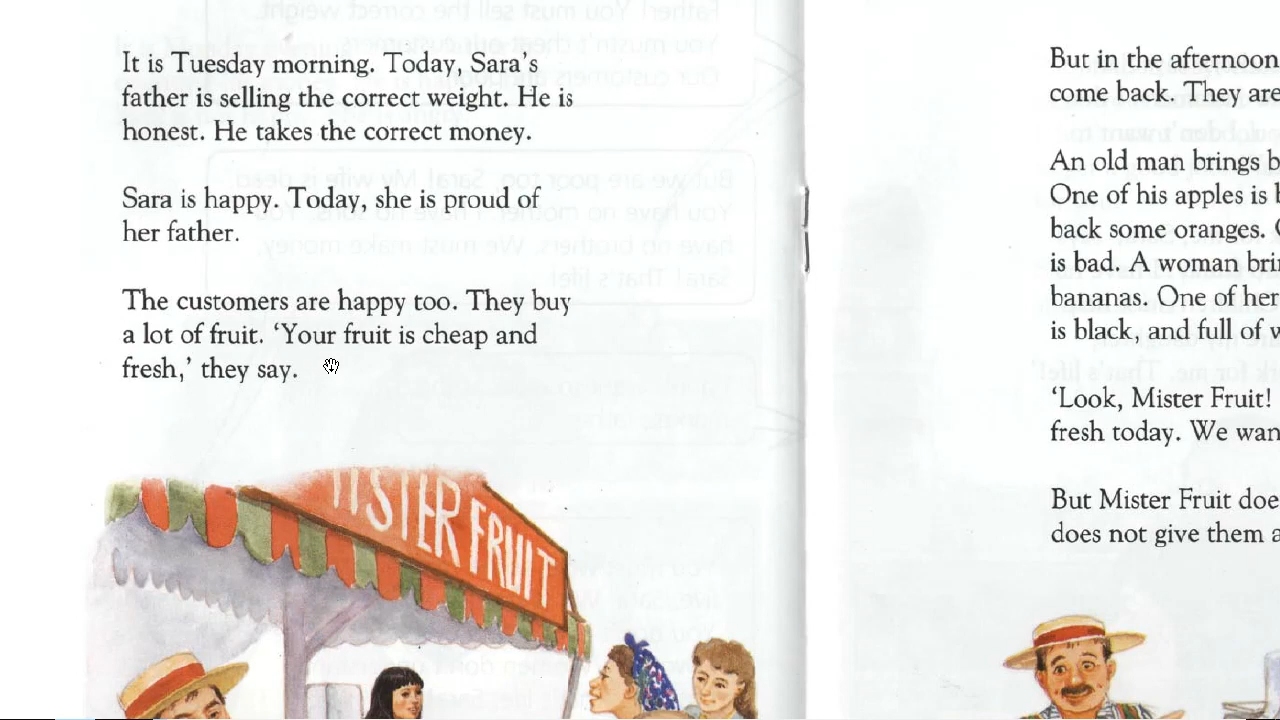 It is Tuesday morning. Today, Sara's
father is selling the correct weight. He is
honest. He takes the correct money.
Sara is happy. Today, she is proud of
her father.
The customers are happy too. They buy
a lot of fruit. 'Your fruit is cheap and
fresh,' they say.
MISTER FRUIT
But in the afternoon
come back. They are
An old man brings
One of his apples is
back some oranges.
is bad. A woman
bananas. One of her
is black, and full of
'Look, Mister Fruit!
fresh today. We
But Mister Fruit
does not give them